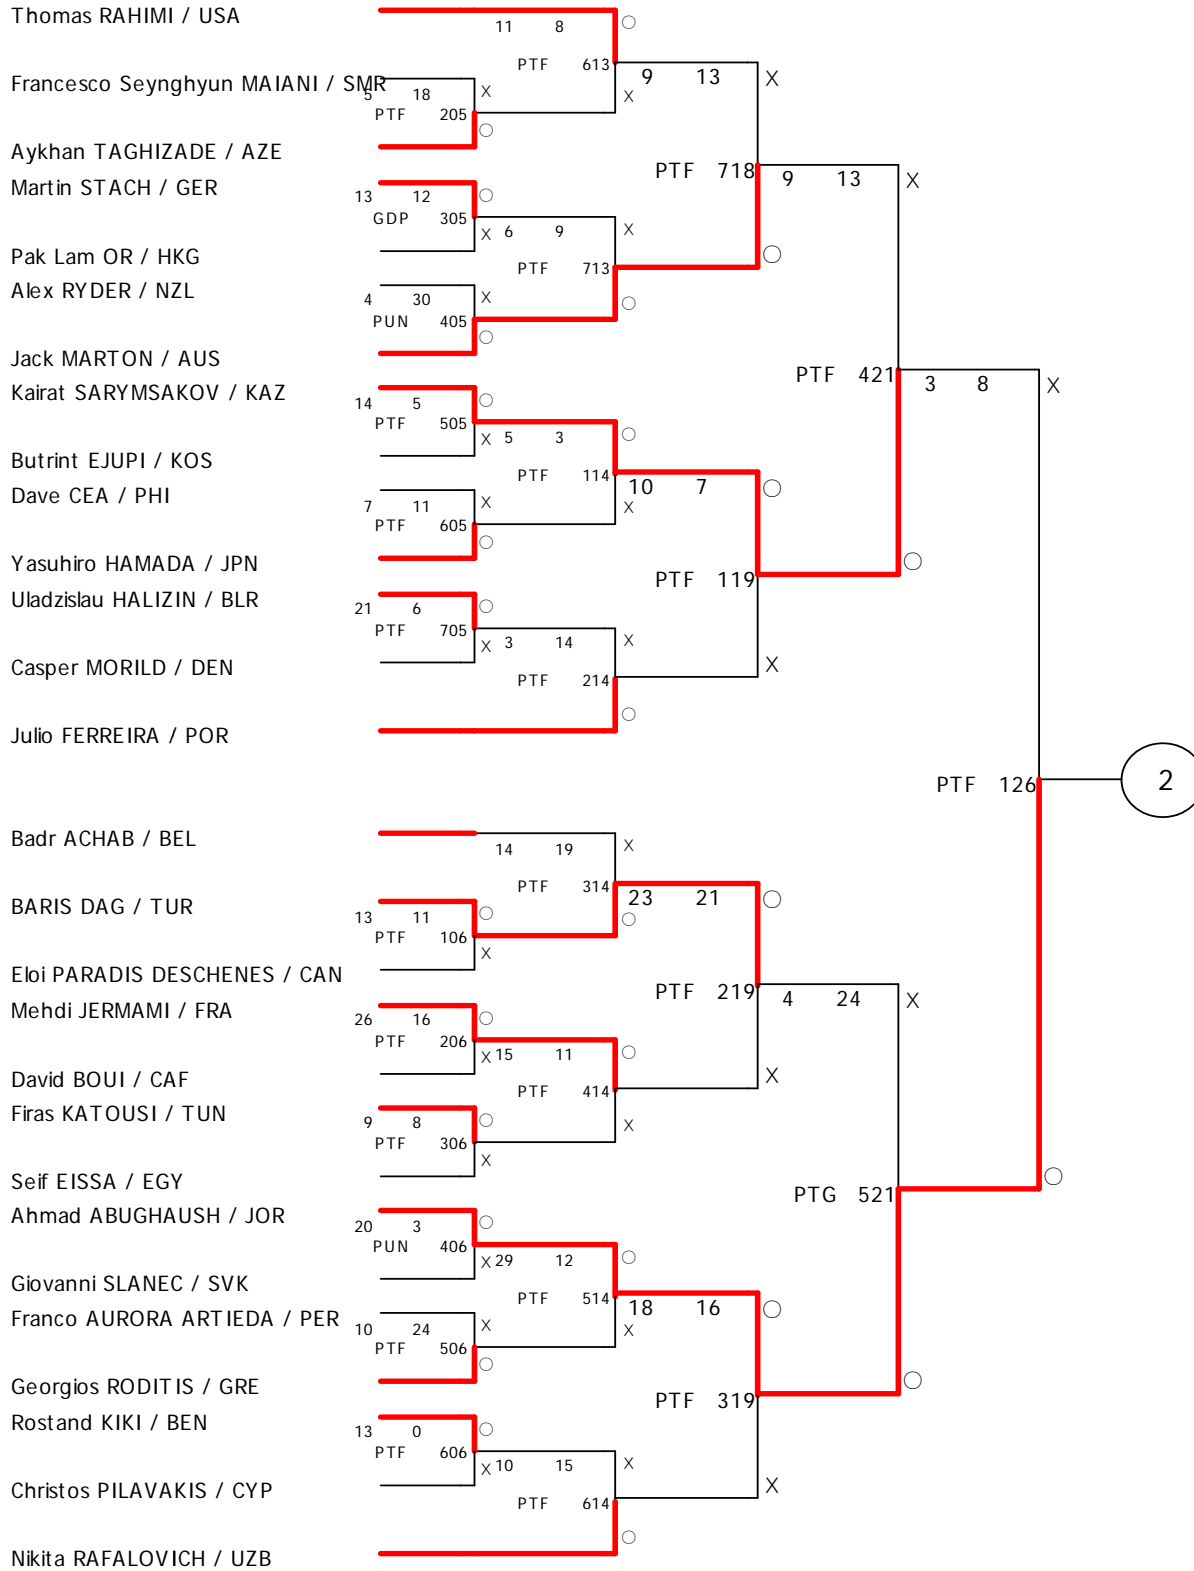 Thomas RAHIMI / USA
11 8
PTF 613
9 13
Francesco Seynghyun MAIANI / SMR
5 18
PTF 205
Aykhan TAGHIZADE / AZE
PTF 718
9 13
Martin STACH / GER
13 12
GDP 305
6 9
PTF 713
Pak Lam OR / HKG
Alex RYDER / NZL
4 30
PUN 405
Jack MARTON / AUS
PTF 421
3 8
Kairat SARYMSAKOV / KAZ
14 5
PTF 505
5 3
PTF 114
10 7
Butrint EJUPI / KOS
Dave CEA / PHI
7 11
PTF 605
Yasuhiro HAMADA / JPN
PTF 119
Uladzislau HALIZIN / BLR
21 6
PTF 705
3 14
PTF 214
Casper MORILD / DEN
Julio FERREIRA / POR
PTF 126
2
Badr ACHAB / BEL
14 19
PTF 314
23 21
BARIS DAG / TUR
13 11
PTF 106
Eloi PARADIS DESCHENES / CAN
PTF 219
4 24
Mehdi JERMAMI / FRA
26 16
PTF 206
15 11
PTF 414
David BOUI / CAF
Firas KATOUSI / TUN
9 8
PTF 306
Seif EISSA / EGY
PTG 521
Ahmad ABUGHAUSH / JOR
20 3
PUN 406
29 12
PTF 514
18 16
Giovanni SLANEC / SVK
Franco AURORA ARTIEDA / PER
10 24
PTF 506
Georgios RODITIS / GRE
PTF 319
Rostand KIKI / BEN
13 0
PTF 606
10 15
PTF 614
Christos PILAVAKIS / CYP
Nikita RAFALOVICH / UZB